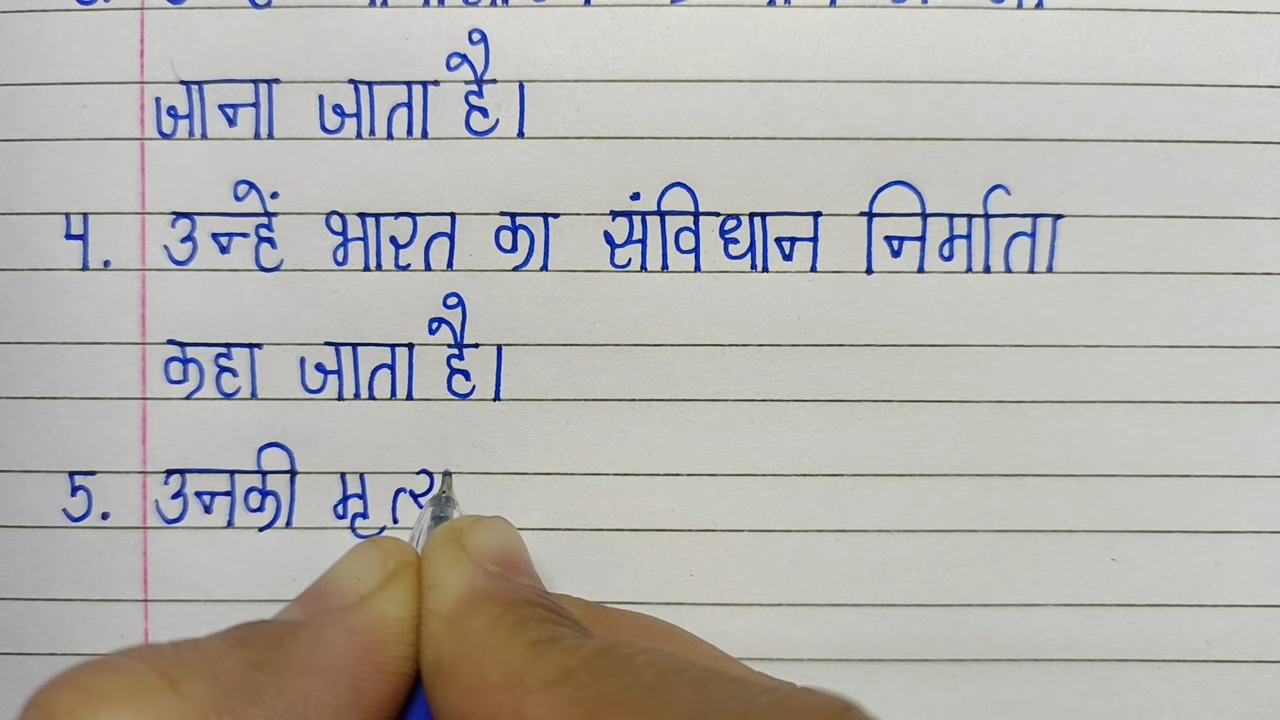 जाना जाता है।
4. उन्हें भारत का संविधान निर्माता
कहा जाता है।
5. उनकी